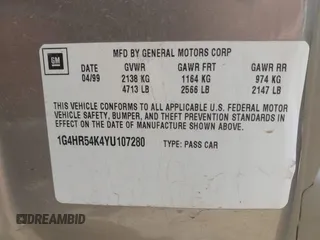 GM
MFD BY GENERAL MOTORS CORP
DATE GVWR GAWR FRT GAWR RR
04/99 2138 KG 1164 KG 974 KG
4713 LB 2566 LB 2147 LB
THIS VEHICLE CONFORMS TO ALL APPLICABLE U.S. FEDERAL MOTOR
VEHICLE SAFETY, BUMPER, AND THEFT PREVENTION STANDARDS IN
EFFECT ON THE DATE OF MANUFACTURE SHOWN ABOVE.
1G4HR54K4YU107280 TYPE: PASS CAR
DREAMBID